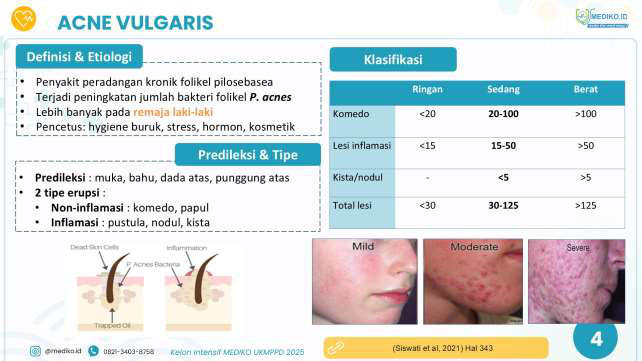 ACNE VULGARIS
MEDIKO.ID
Definisi & Etiologi
• Penyakit peradangan kronik folikel pilosebasea
• Terjadi peningkatan jumlah bakteri folikel P. acnes
• Lebih banyak pada remaja laki-laki
• Pencetus: hygiene buruk, stress, hormon, kosmetik
Predileksi & Tipe
• Predileksi : muka, bahu, dada atas, punggung atas
• 2 tipe erupsi :
• Non-inflamasi : komedo, papul
• Inflamasi : pustula, nodul, kista
Klasifikasi
Ringan Sedang Berat
Komedo <20 20-100 >100
Lesi inflamasi <15 15-50 >50
Kista/nodul - <5 >5
Total lesi <30 30-125 >125
Dead Skin Cells
Inflammation
P. Acnes Bacteria
Trapped Oil
Mild
Moderate
Severe
@mediko.id
0821-3403-8758
Kelon Intensif MEDIKO UKMPPD 2025
(Siswati et al, 2021) Hal 343
4